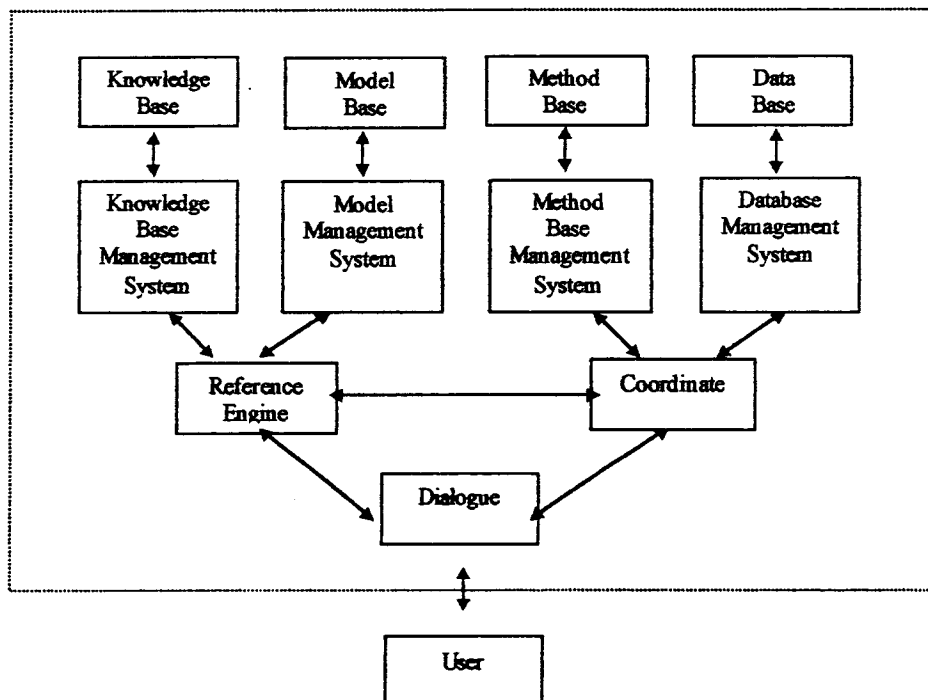 Knowledge
Base
Model
Base
Method
Base
Data
Base
Knowledge
Base
Management
System
Model
Management
System
Method
Base
Management
System
Database
Management
System
Reference
Engine
Coordinate
Dialogue
User